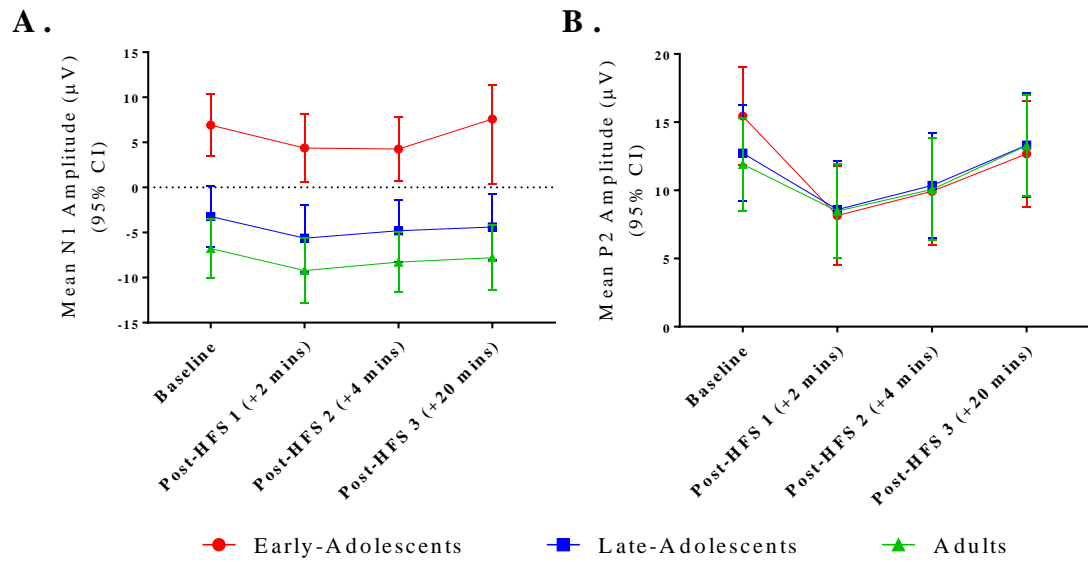 A.
Mean N1 Amplitude (µV)
(95% CI)
15
10
5
0
-5
-10
-15
Baseline
Post-HFS 1 (+2 mins)
Post-HFS 2 (+4 mins)
Post-HFS 3 (+20 mins)
B.
Mean P2 Amplitude (µV)
(95% CI)
20
15
10
5
0
Baseline
Post-HFS 1 (+2 mins)
Post-HFS 2 (+4 mins)
Post-HFS 3 (+20 mins)
Early-Adolescents Late-Adolescents Adults